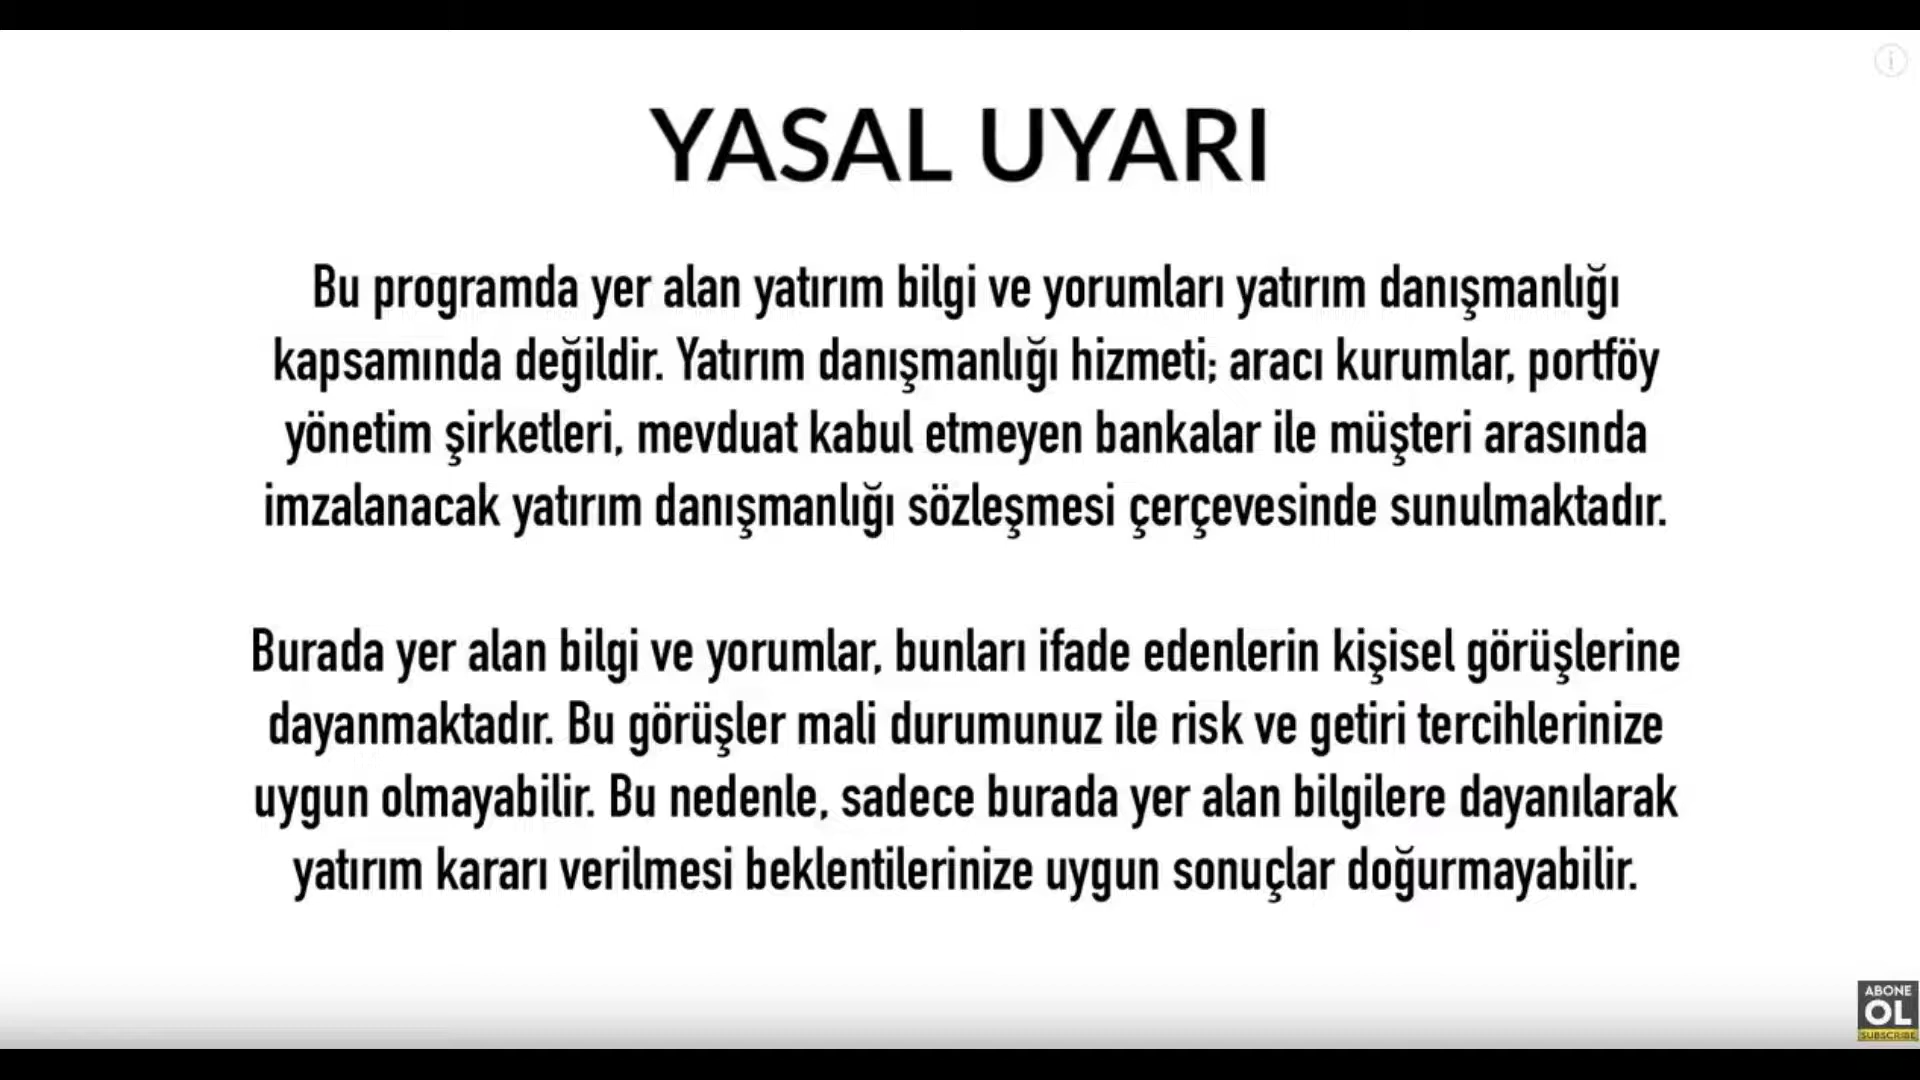 YASAL UYARI
Bu programda yer alan yatırım bilgi ve yorumları yatırım danışmanlığı
kapsamında değildir. Yatırım danışmanlığı hizmeti; aracı kurumlar, portföy
yönetim şirketleri, mevduat kabul etmeyen bankalar ile müşteri arasında
imzalanacak yatırım danışmanlığı sözleşmesi çerçevesinde sunulmaktadır.
Burada yer alan bilgi ve yorumlar, bunları ifade edenlerin kişisel görüşlerine
dayanmaktadır. Bu görüşler mali durumunuz ile risk ve getiri tercihlerinize
uygun olmayabilir. Bu nedenle, sadece burada yer alan bilgilere dayanılarak
yatırım kararı verilmesi beklentilerinize uygun sonuçlar doğurmayabilir.
ABONE
OL
SUBSCRIBE